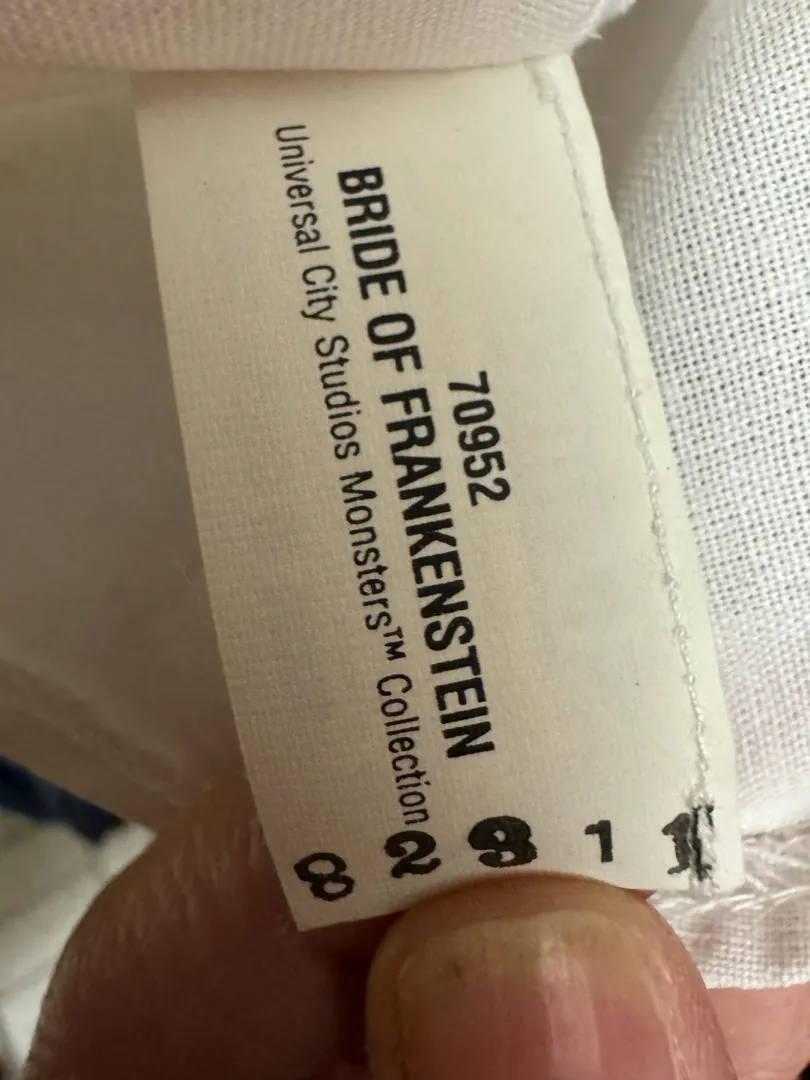 70952
BRIDE OF FRANKENSTEIN
Universal City Studios Monsters™ Collection